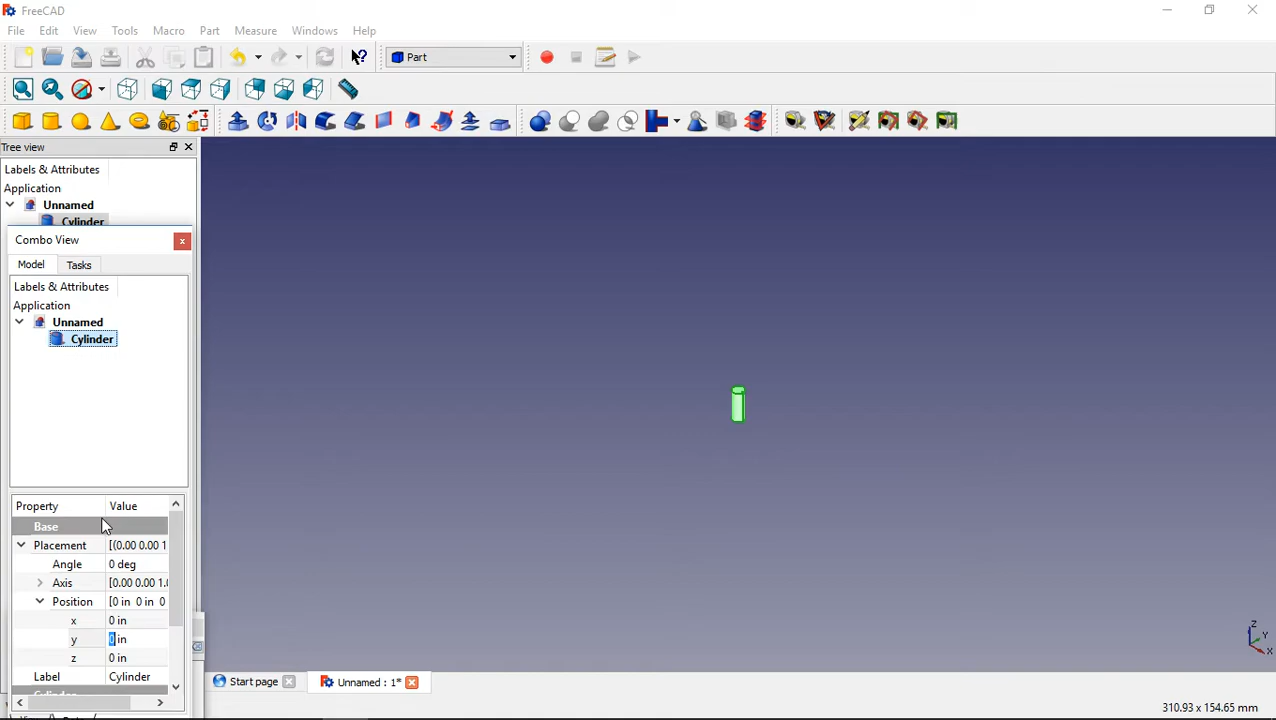 FreeCAD
File Edit View Tools Macro Part Measure Windows Help
Part
Tree view
Labels & Attributes
Application
Unnamed
Cylinder
Combo View
Model Tasks
Labels & Attributes
Application
Unnamed
Cylinder
Property Value
Base
Placement [(0.00 0.00 1
Angle 0 deg
Axis [0.00 0.00 1.0
Position [0 in 0 in 0
x 0 in
y 0 in
z 0 in
Label Cylinder
Z
Y
X
Start page Unnamed : 1*
310.93 x 154.65 mm